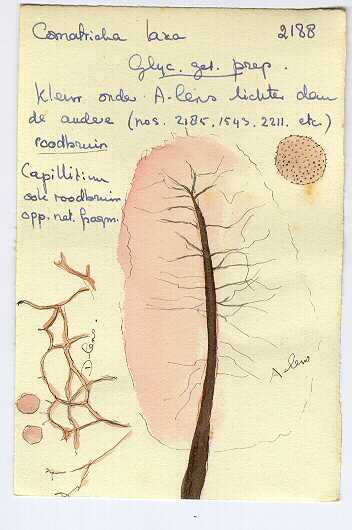 Comatricha laxa 2188
Glyc. gel. prep.
Kleur onder A-lens lichter dan
de andere (nos. 2185. 1543. 2211. etc.)
roodbruin
Capillitium
ook roodbruin
opp. net. fragm.
D-lens.
A-lens